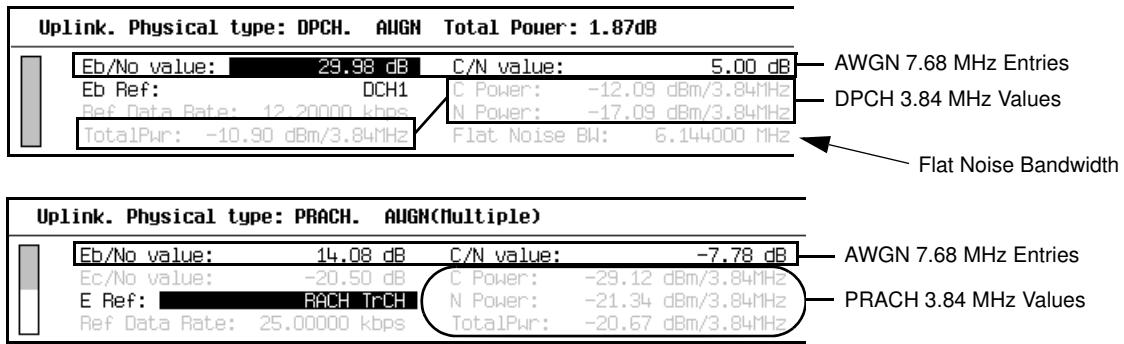 Uplink. Physical type: DPCH. AWGN Total Power: 1.87dB
Eb/No value: 29.98 dB C/N value: 5.00 dB
AWGN 7.68 MHz Entries
Eb Ref: DCH1 C Power: -12.09 dBm/3.84MHz
DPCH 3.84 MHz Values
Ref Data Rate: 12.20000 kbps N Power: -17.09 dBm/3.84MHz
TotalPwr: -10.90 dBm/3.84MHz Flat Noise BW: 6.144000 MHz
Flat Noise Bandwidth
Uplink. Physical type: PRACH. AWGN(Multiple)
Eb/No value: 14.08 dB C/N value: -7.78 dB
AWGN 7.68 MHz Entries
Ec/No value: -20.50 dB C Power: -29.12 dBm/3.84MHz
E Ref: RACH TrCH N Power: -21.34 dBm/3.84MHz
PRACH 3.84 MHz Values
Ref Data Rate: 25.00000 kbps TotalPwr: -20.67 dBm/3.84MHz